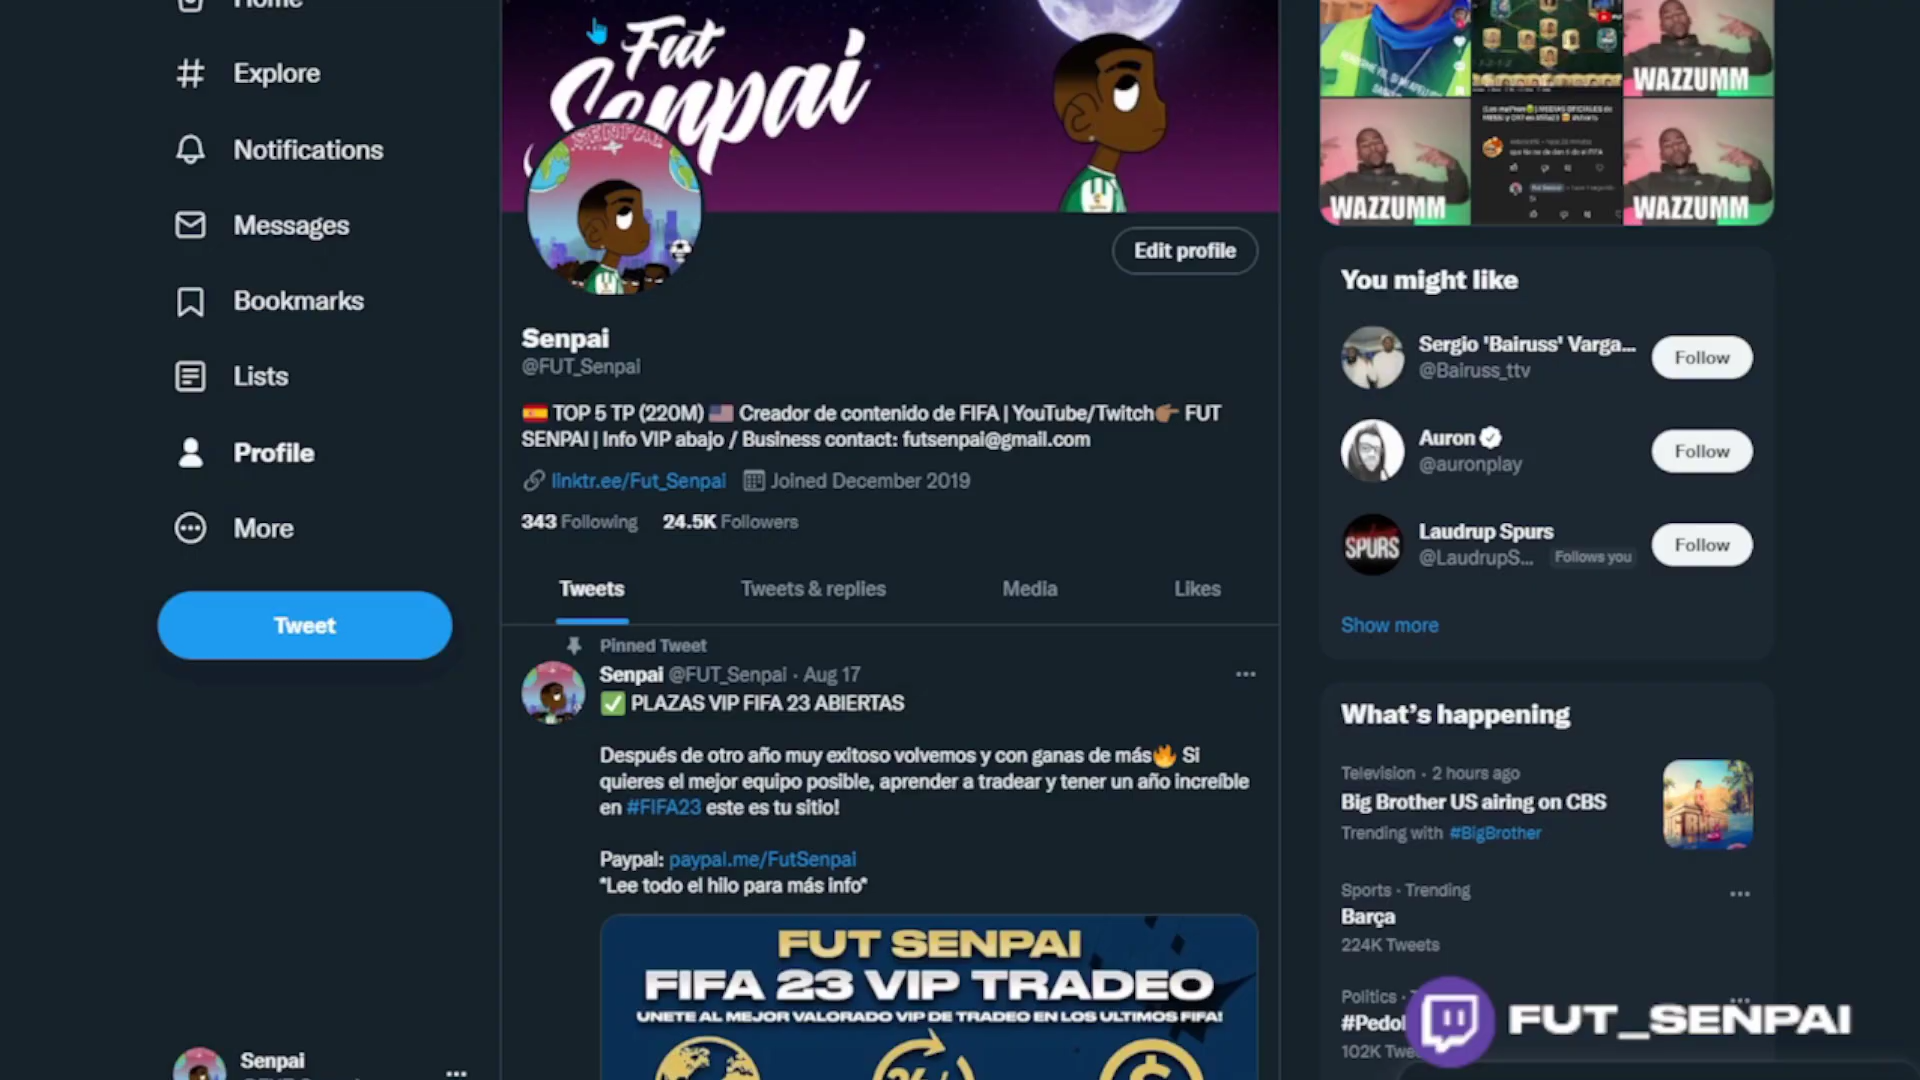 Home
Explore
Notifications
Messages
Bookmarks
Lists
Profile
More
Tweet
Senpai
Fut
Senpai
SENPAI
Edit profile
Senpai
@FUT_Senpai
🇪🇸 TOP 5 TP (220M) 🇺🇸 Creador de contenido de FIFA | YouTube/Twitch👉🏾 FUT
SENPAI | Info VIP abajo / Business contact: futsenpai@gmail.com
linktr.ee/Fut_Senpai Joined December 2019
343 Following 24.5K Followers
Tweets Tweets & replies Media Likes
Pinned Tweet
Senpai @FUT_Senpai · Aug 17
✅ PLAZAS VIP FIFA 23 ABIERTAS
Después de otro año muy exitoso volvemos y con ganas de más🔥 Si
quieres el mejor equipo posible, aprender a tradear y tener un año increíble
en #FIFA23 este es tu sitio!
Paypal: paypal.me/FutSenpai
*Lee todo el hilo para más info*
FUT SENPAI
FIFA 23 VIP TRADEO
UNETE AL MEJOR VALORADO VIP DE TRADEO EN LOS ULTIMOS FIFA!
WAZZUMM
WAZZUMM
WAZZUMM
You might like
Sergio 'Bairuss' Varga...
@Bairuss_ttv
Follow
Auron
@auronplay
Follow
Laudrup Spurs
@LaudrupS... Follows you
Follow
SPURS
Show more
What's happening
Television · 2 hours ago
Big Brother US airing on CBS
Trending with #BigBrother
Sports · Trending
Barça
224K Tweets
Politics ·
#Pedo
102K Twe
FUT_SENPAI